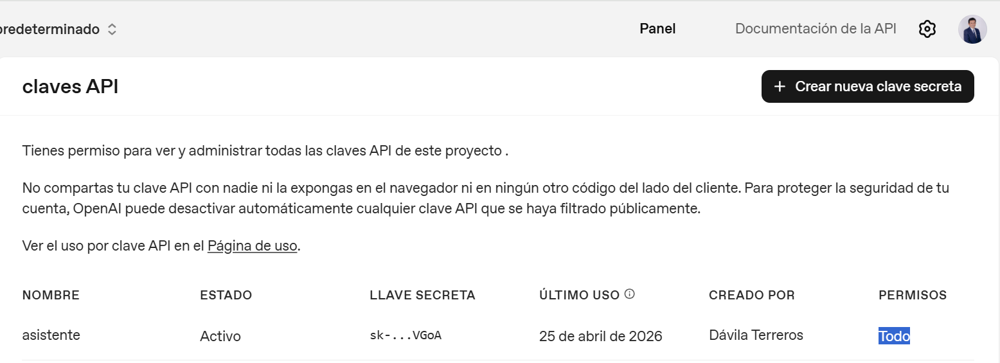 predeterminado
Panel
Documentación de la API
claves API
+ Crear nueva clave secreta
Tienes permiso para ver y administrar todas las claves API de este proyecto .
No compartas tu clave API con nadie ni la expongas en el navegador ni en ningún otro código del lado del cliente. Para proteger la seguridad de tu
cuenta, OpenAI puede desactivar automáticamente cualquier clave API que se haya filtrado públicamente.
Ver el uso por clave API en el Página de uso.
NOMBRE ESTADO LLAVE SECRETA ÚLTIMO USO CREADO POR PERMISOS
asistente Activo sk-...VGoA 25 de abril de 2026 Dávila Terreros Todo